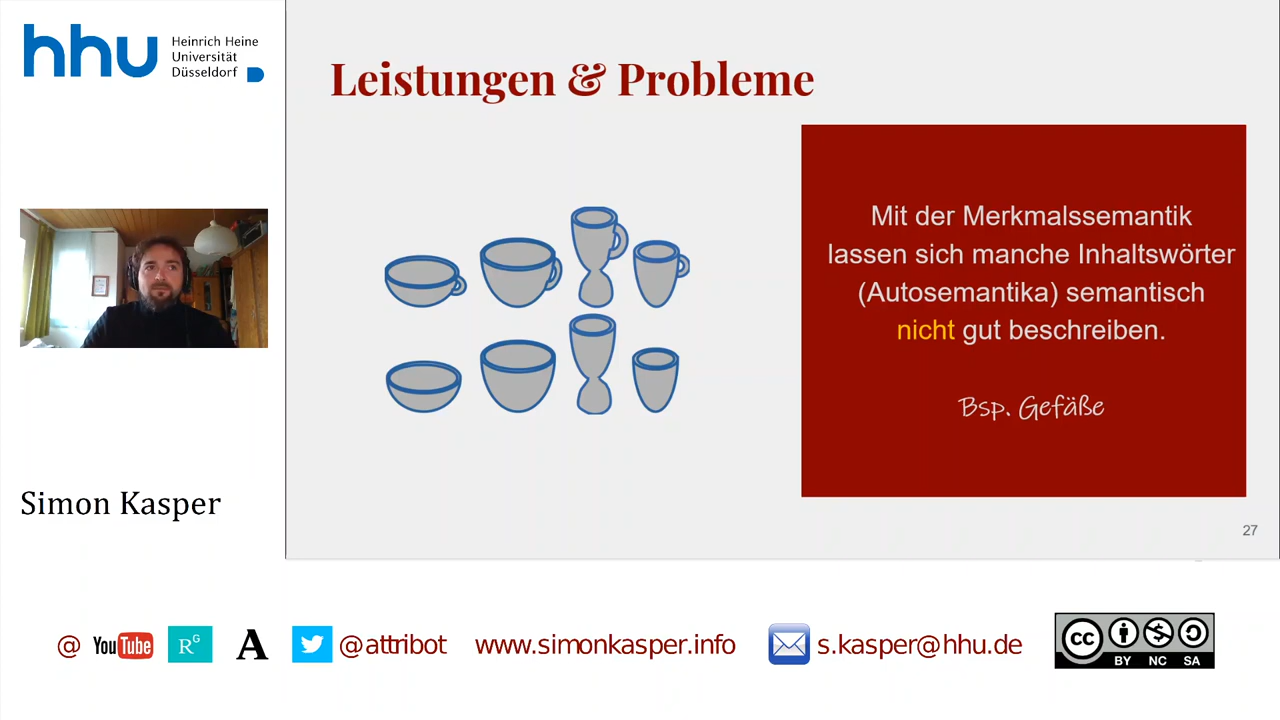 hhu
Heinrich Heine
Universität
Düsseldorf
Leistungen & Probleme
Mit der Merkmalssemantik
lassen sich manche Inhaltswörter
(Autosemantika) semantisch
nicht gut beschreiben.
Bsp. Gefäße
Simon Kasper
27
@ YouTube RG A @attribot www.simonkasper.info s.kasper@hhu.de
cc BY NC SA